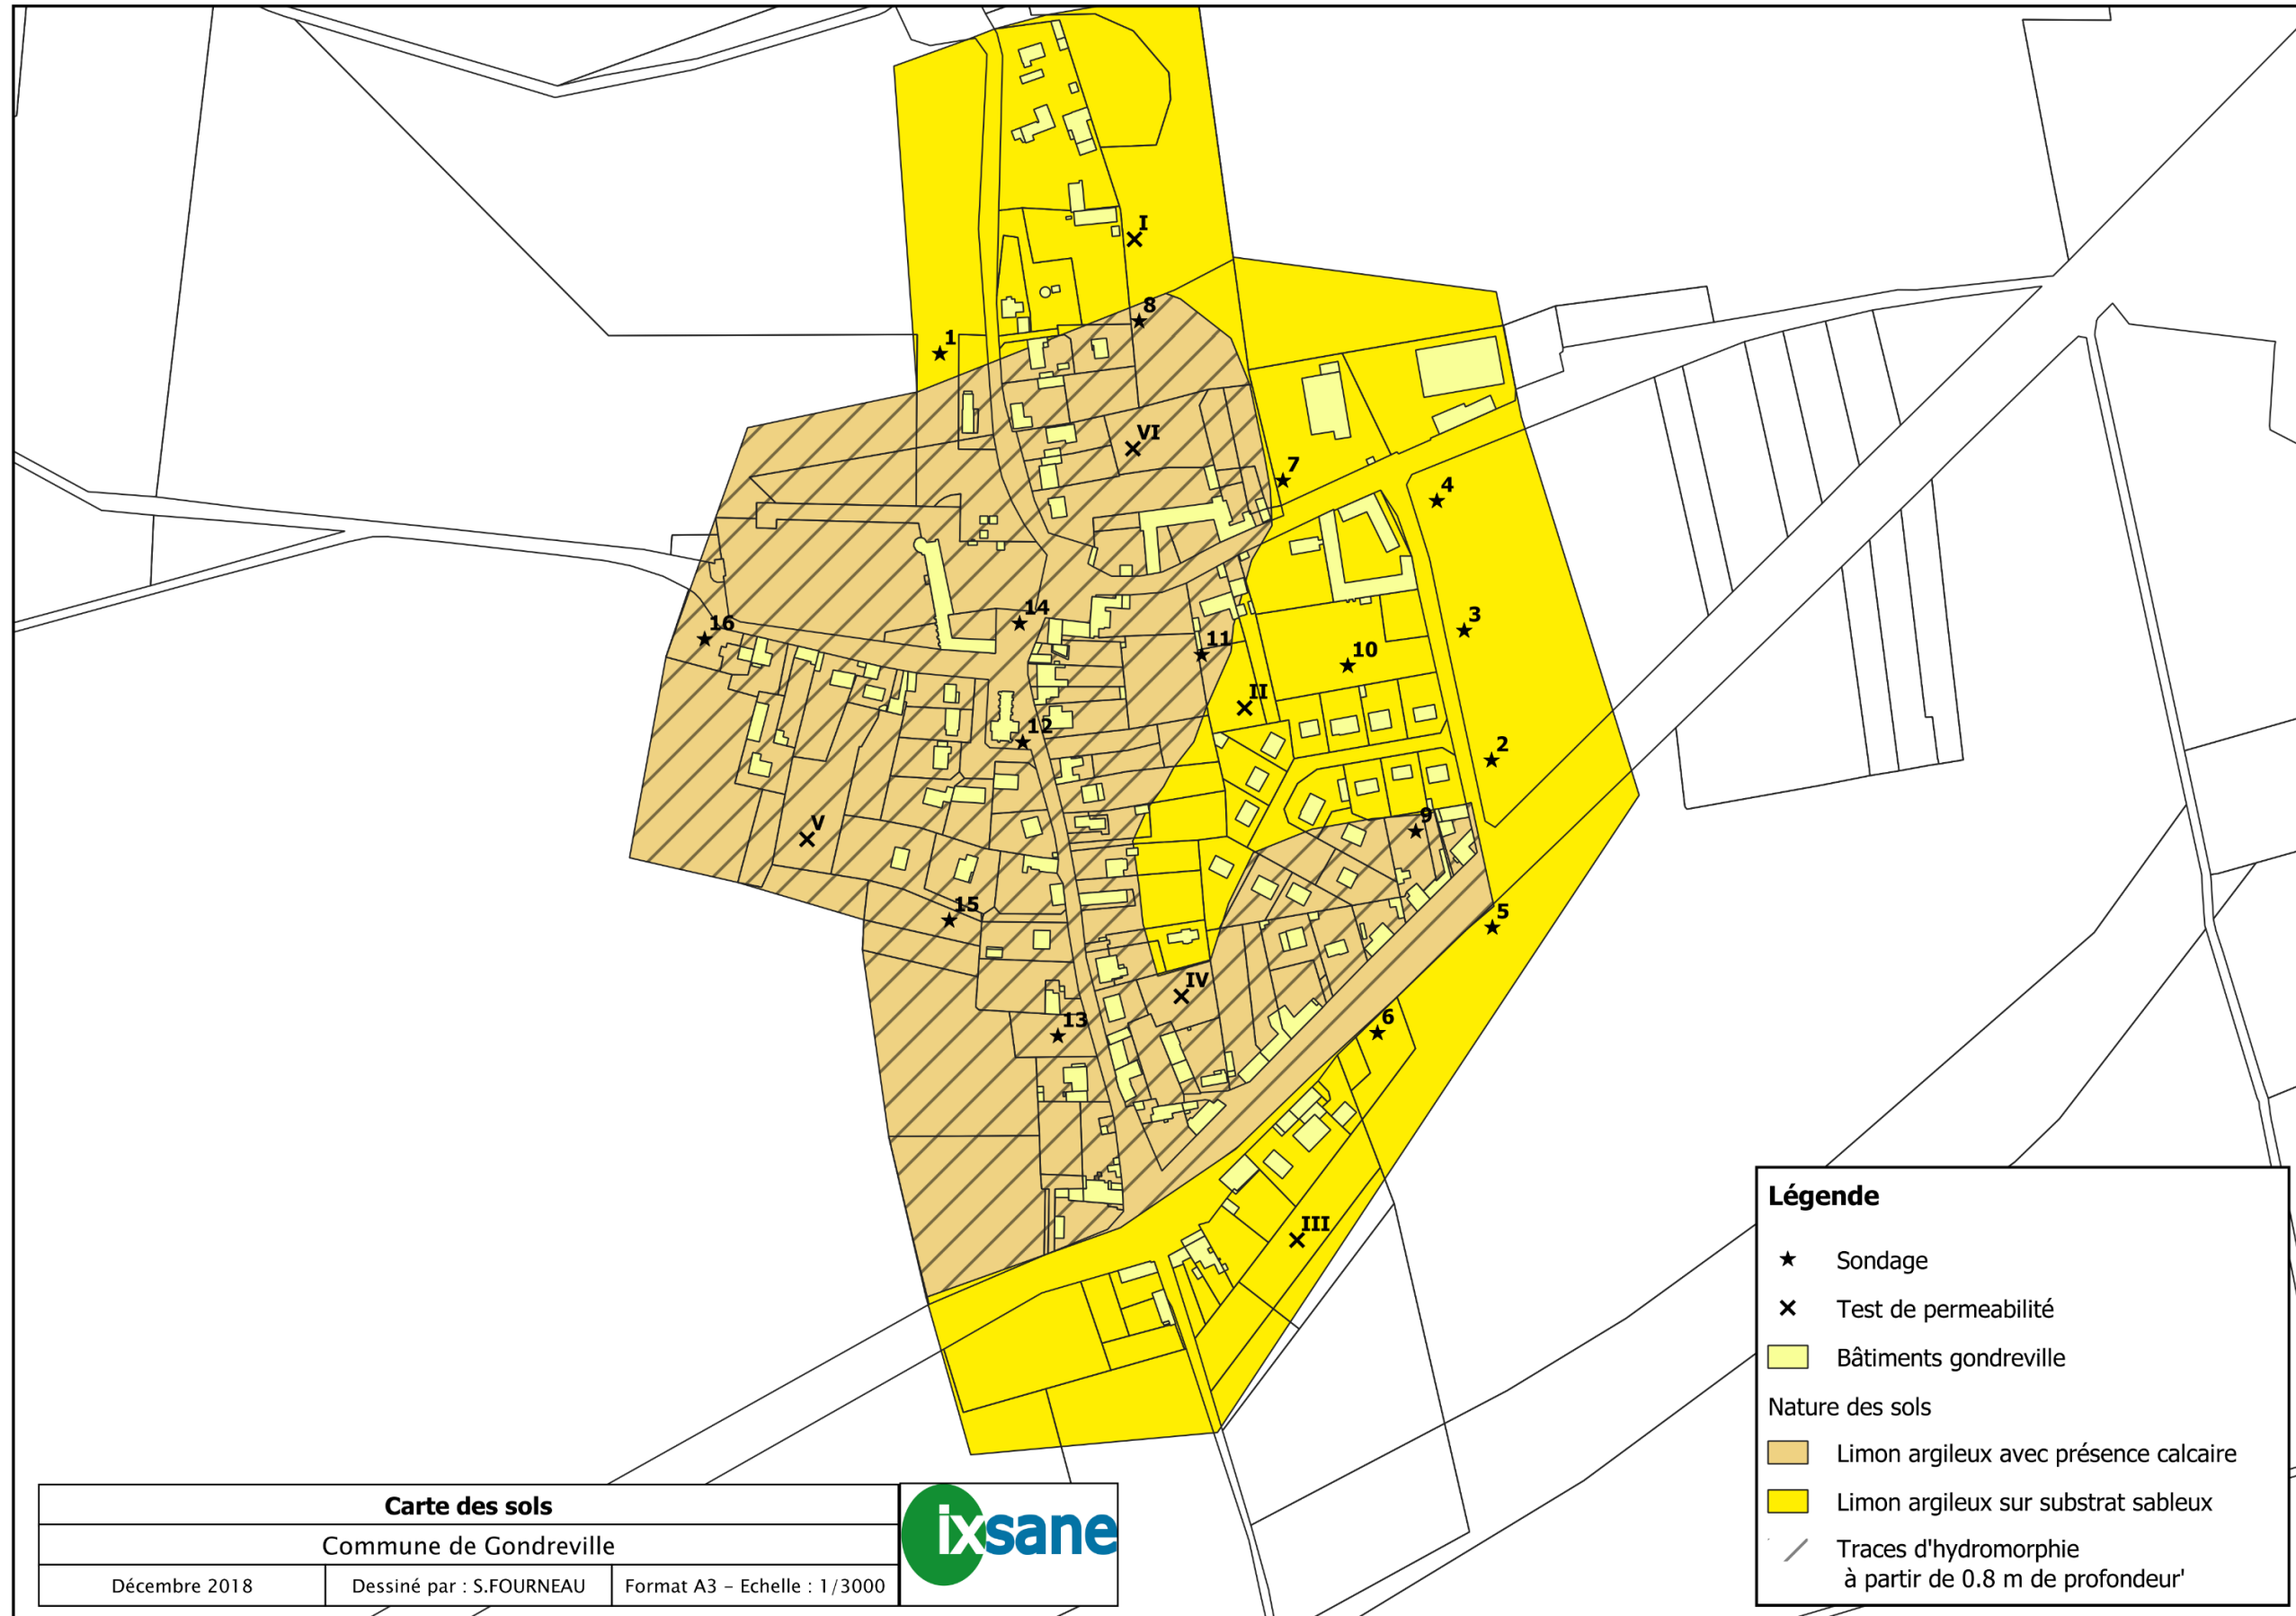 I
8
1
VI
7
4
14
16
3
11
10
II
12
2
V
9
15
5
IV
6
13
III
Légende
Sondage
Test de permeabilité
Bâtiments gondreville
Nature des sols
Limon argileux avec présence calcaire
Limon argileux sur substrat sableux
Traces d'hydromorphie
à partir de 0.8 m de profondeur'
Carte des sols
Commune de Gondreville
Décembre 2018
Dessiné par : S.FOURNEAU
Format A3 - Echelle : 1/3000
ixsane